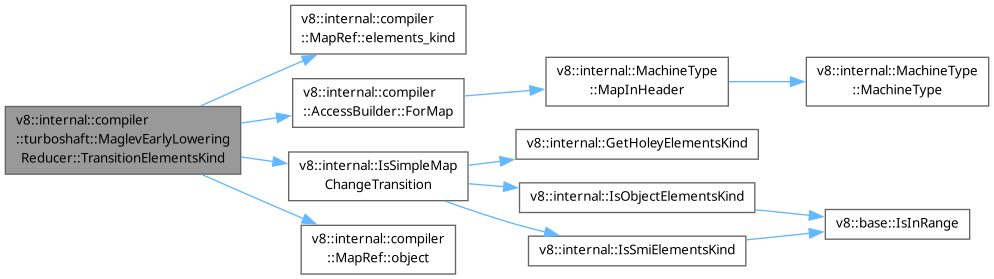 v8::internal::compiler
::turboshaft::MaglevEarlyLowering
Reducer::TransitionElementsKind
v8::internal::compiler
::MapRef::elements_kind
v8::internal::compiler
::AccessBuilder::ForMap
v8::internal::MachineType
::MapInHeader
v8::internal::MachineType
::MachineType
v8::internal::IsSimpleMap
ChangeTransition
v8::internal::GetHoleyElementsKind
v8::internal::IsObjectElementsKind
v8::internal::IsSmiElementsKind
v8::base::IsInRange
v8::internal::compiler
::MapRef::object